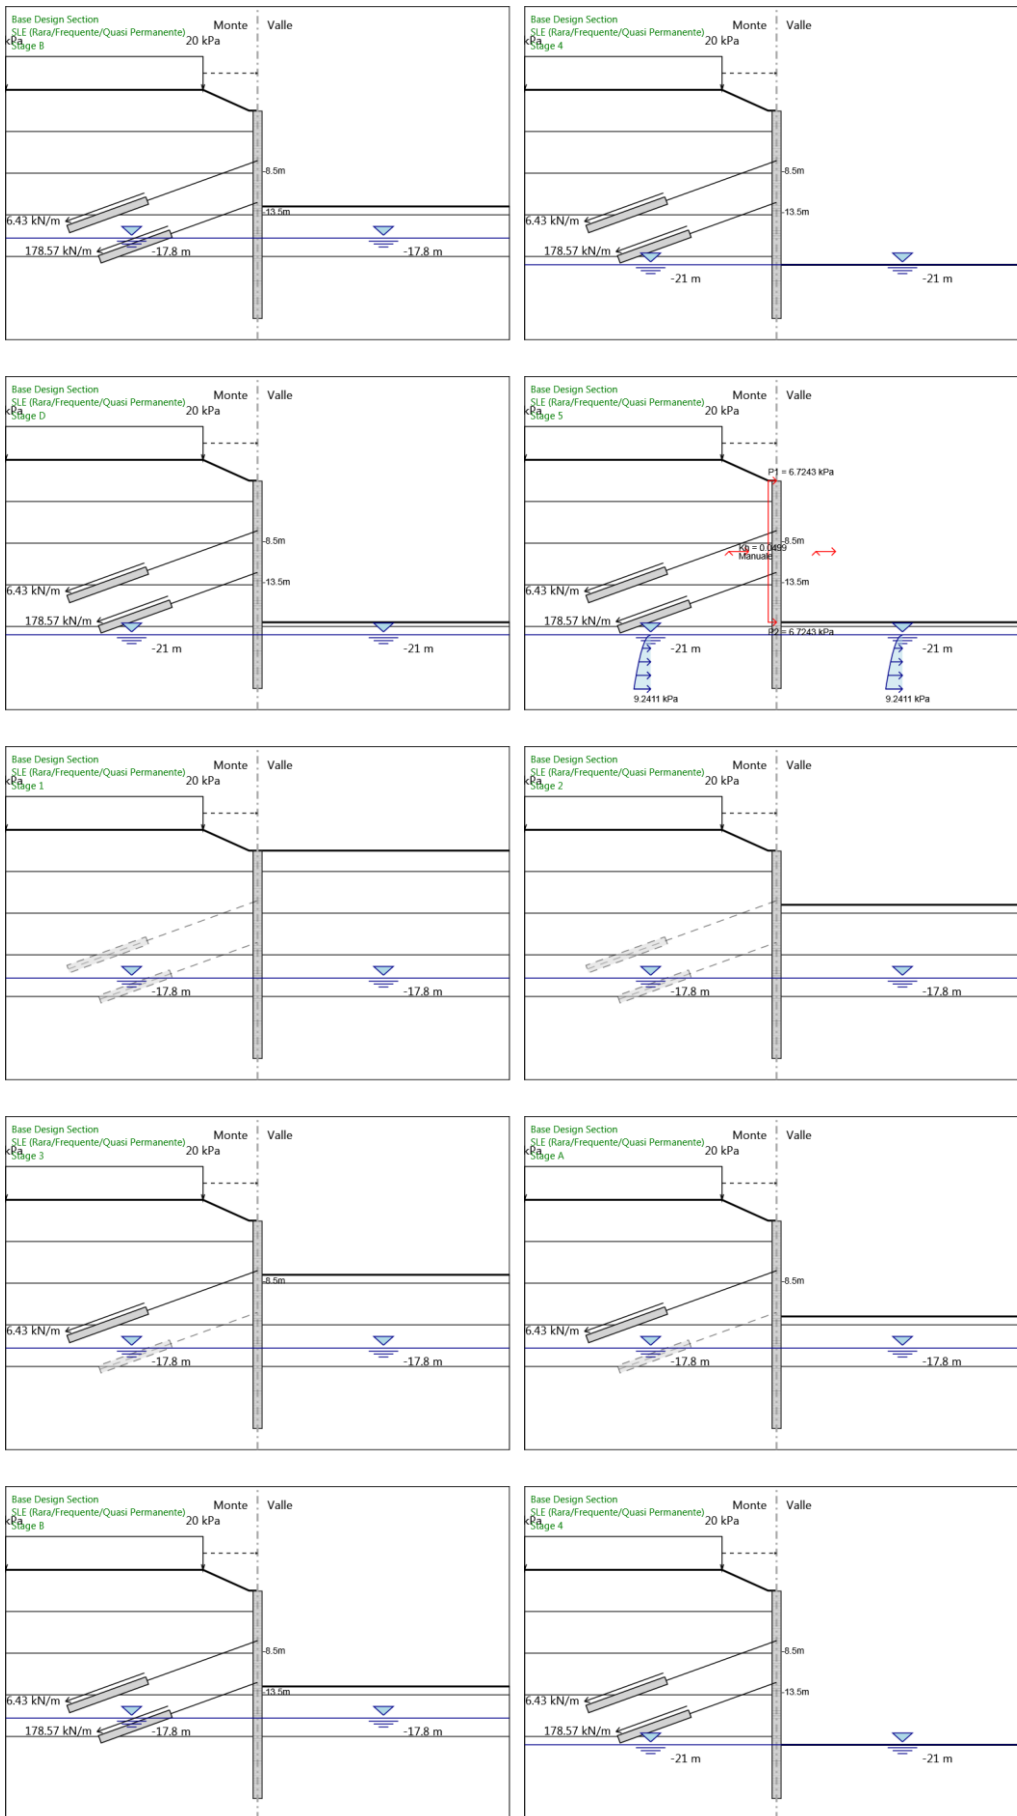 Base Design Section
SLE (Rara/Frequente/Quasi Permanente)
Stage B
kPa
20 kPa
Monte
Valle
-8.5m
-13.5m
6.43 kN/m
178.57 kN/m
-17.8 m
-17.8 m
Base Design Section
SLE (Rara/Frequente/Quasi Permanente)
Stage 4
kPa
20 kPa
Monte
Valle
-8.5m
-13.5m
6.43 kN/m
178.57 kN/m
-21 m
-21 m
Base Design Section
SLE (Rara/Frequente/Quasi Permanente)
Stage D
kPa
20 kPa
Monte
Valle
-8.5m
-13.5m
6.43 kN/m
178.57 kN/m
-21 m
-21 m
Base Design Section
SLE (Rara/Frequente/Quasi Permanente)
Stage 5
kPa
20 kPa
Monte
Valle
P1 = 6.7243 kPa
-8.5m
Kh = 0.0499
Manuale
-13.5m
6.43 kN/m
178.57 kN/m
P2 = 6.7243 kPa
-21 m
-21 m
9.2411 kPa
9.2411 kPa
Base Design Section
SLE (Rara/Frequente/Quasi Permanente)
Stage 1
kPa
20 kPa
Monte
Valle
-17.8 m
-17.8 m
Base Design Section
SLE (Rara/Frequente/Quasi Permanente)
Stage 2
kPa
20 kPa
Monte
Valle
-17.8 m
-17.8 m
Base Design Section
SLE (Rara/Frequente/Quasi Permanente)
Stage 3
kPa
20 kPa
Monte
Valle
-8.5m
6.43 kN/m
-17.8 m
-17.8 m
Base Design Section
SLE (Rara/Frequente/Quasi Permanente)
Stage A
kPa
20 kPa
Monte
Valle
-8.5m
6.43 kN/m
-17.8 m
-17.8 m
Base Design Section
SLE (Rara/Frequente/Quasi Permanente)
Stage B
kPa
20 kPa
Monte
Valle
-8.5m
-13.5m
6.43 kN/m
178.57 kN/m
-17.8 m
-17.8 m
Base Design Section
SLE (Rara/Frequente/Quasi Permanente)
Stage 4
kPa
20 kPa
Monte
Valle
-8.5m
-13.5m
6.43 kN/m
178.57 kN/m
-21 m
-21 m